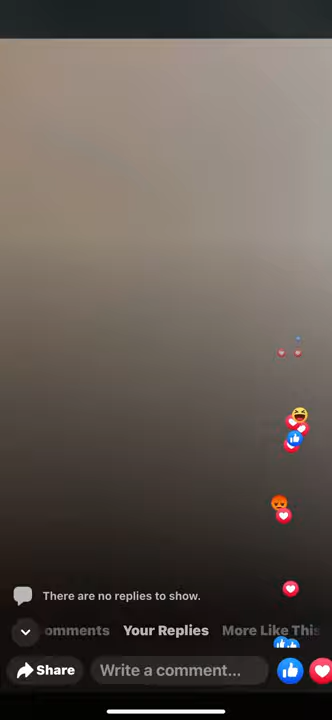 There are no replies to show.
omments Your Replies More Like This
Share Write a comment...